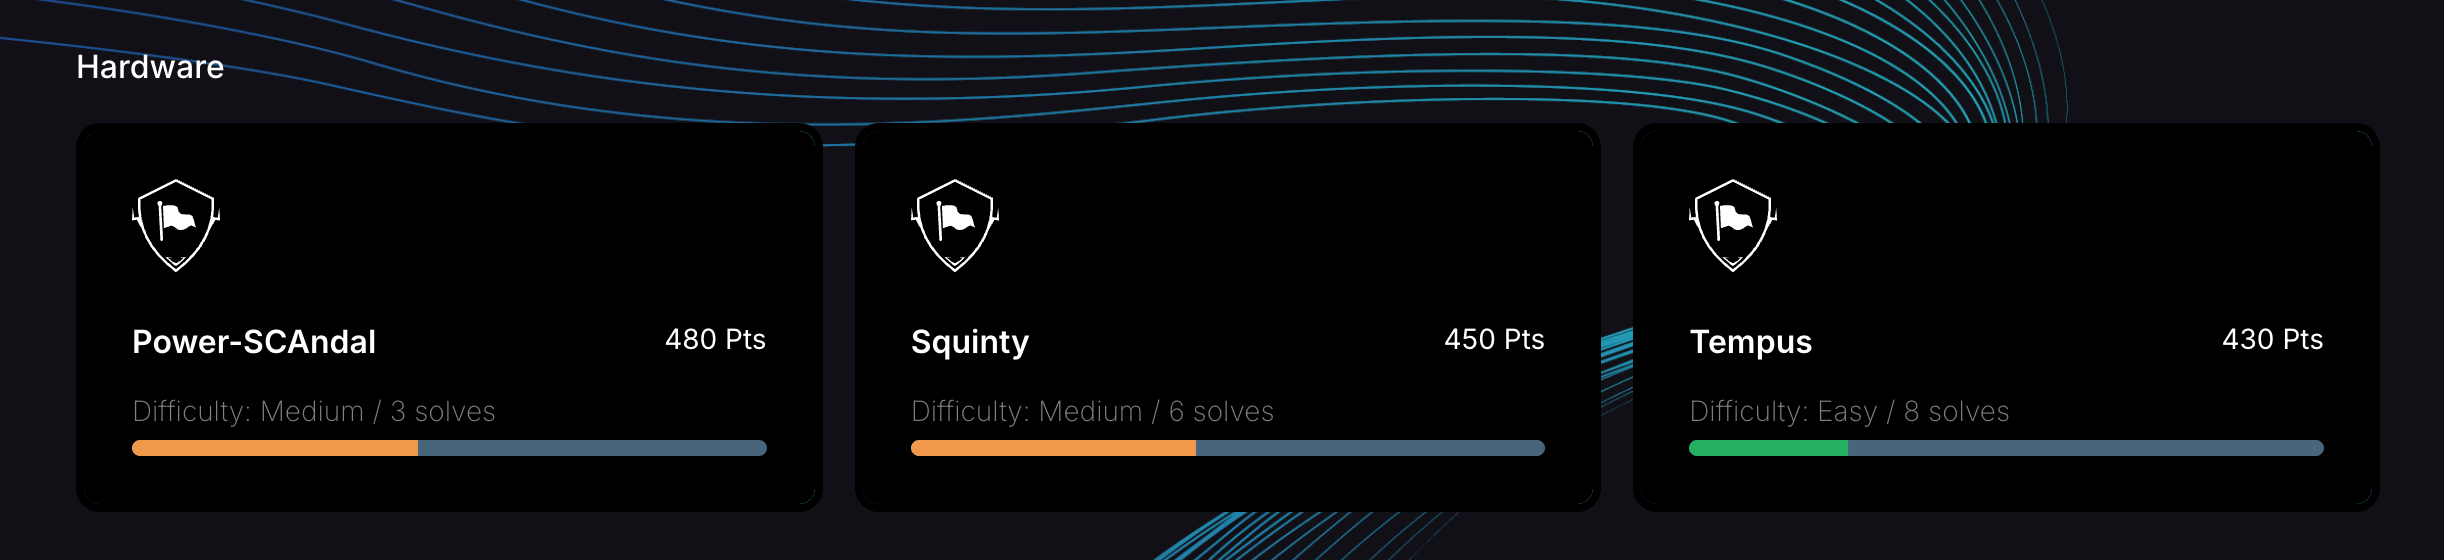 Hardware
Power-SCAndal 480 Pts
Difficulty: Medium / 3 solves
Squinty 450 Pts
Difficulty: Medium / 6 solves
Tempus 430 Pts
Difficulty: Easy / 8 solves